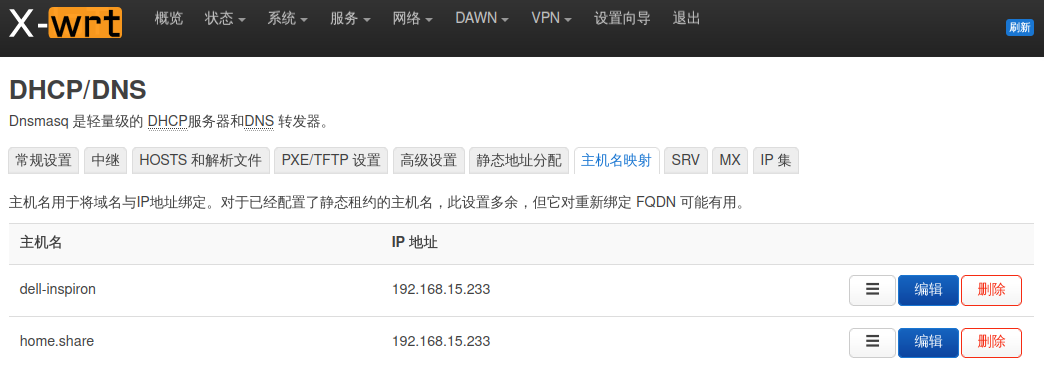 X-wrt 概览 状态 系统 服务 网络 DAWN VPN 设置向导 退出 刷新
DHCP/DNS
Dnsmasq 是轻量级的 DHCP服务器和DNS 转发器。
常规设置 中继 HOSTS 和解析文件 PXE/TFTP 设置 高级设置 静态地址分配 主机名映射 SRV MX IP 集
主机名用于将域名与IP地址绑定。对于已经配置了静态租约的主机名，此设置多余，但它对重新绑定 FQDN 可能有用。
主机名 IP 地址
dell-inspiron 192.168.15.233 ☰ 编辑 删除
home.share 192.168.15.233 ☰ 编辑 删除